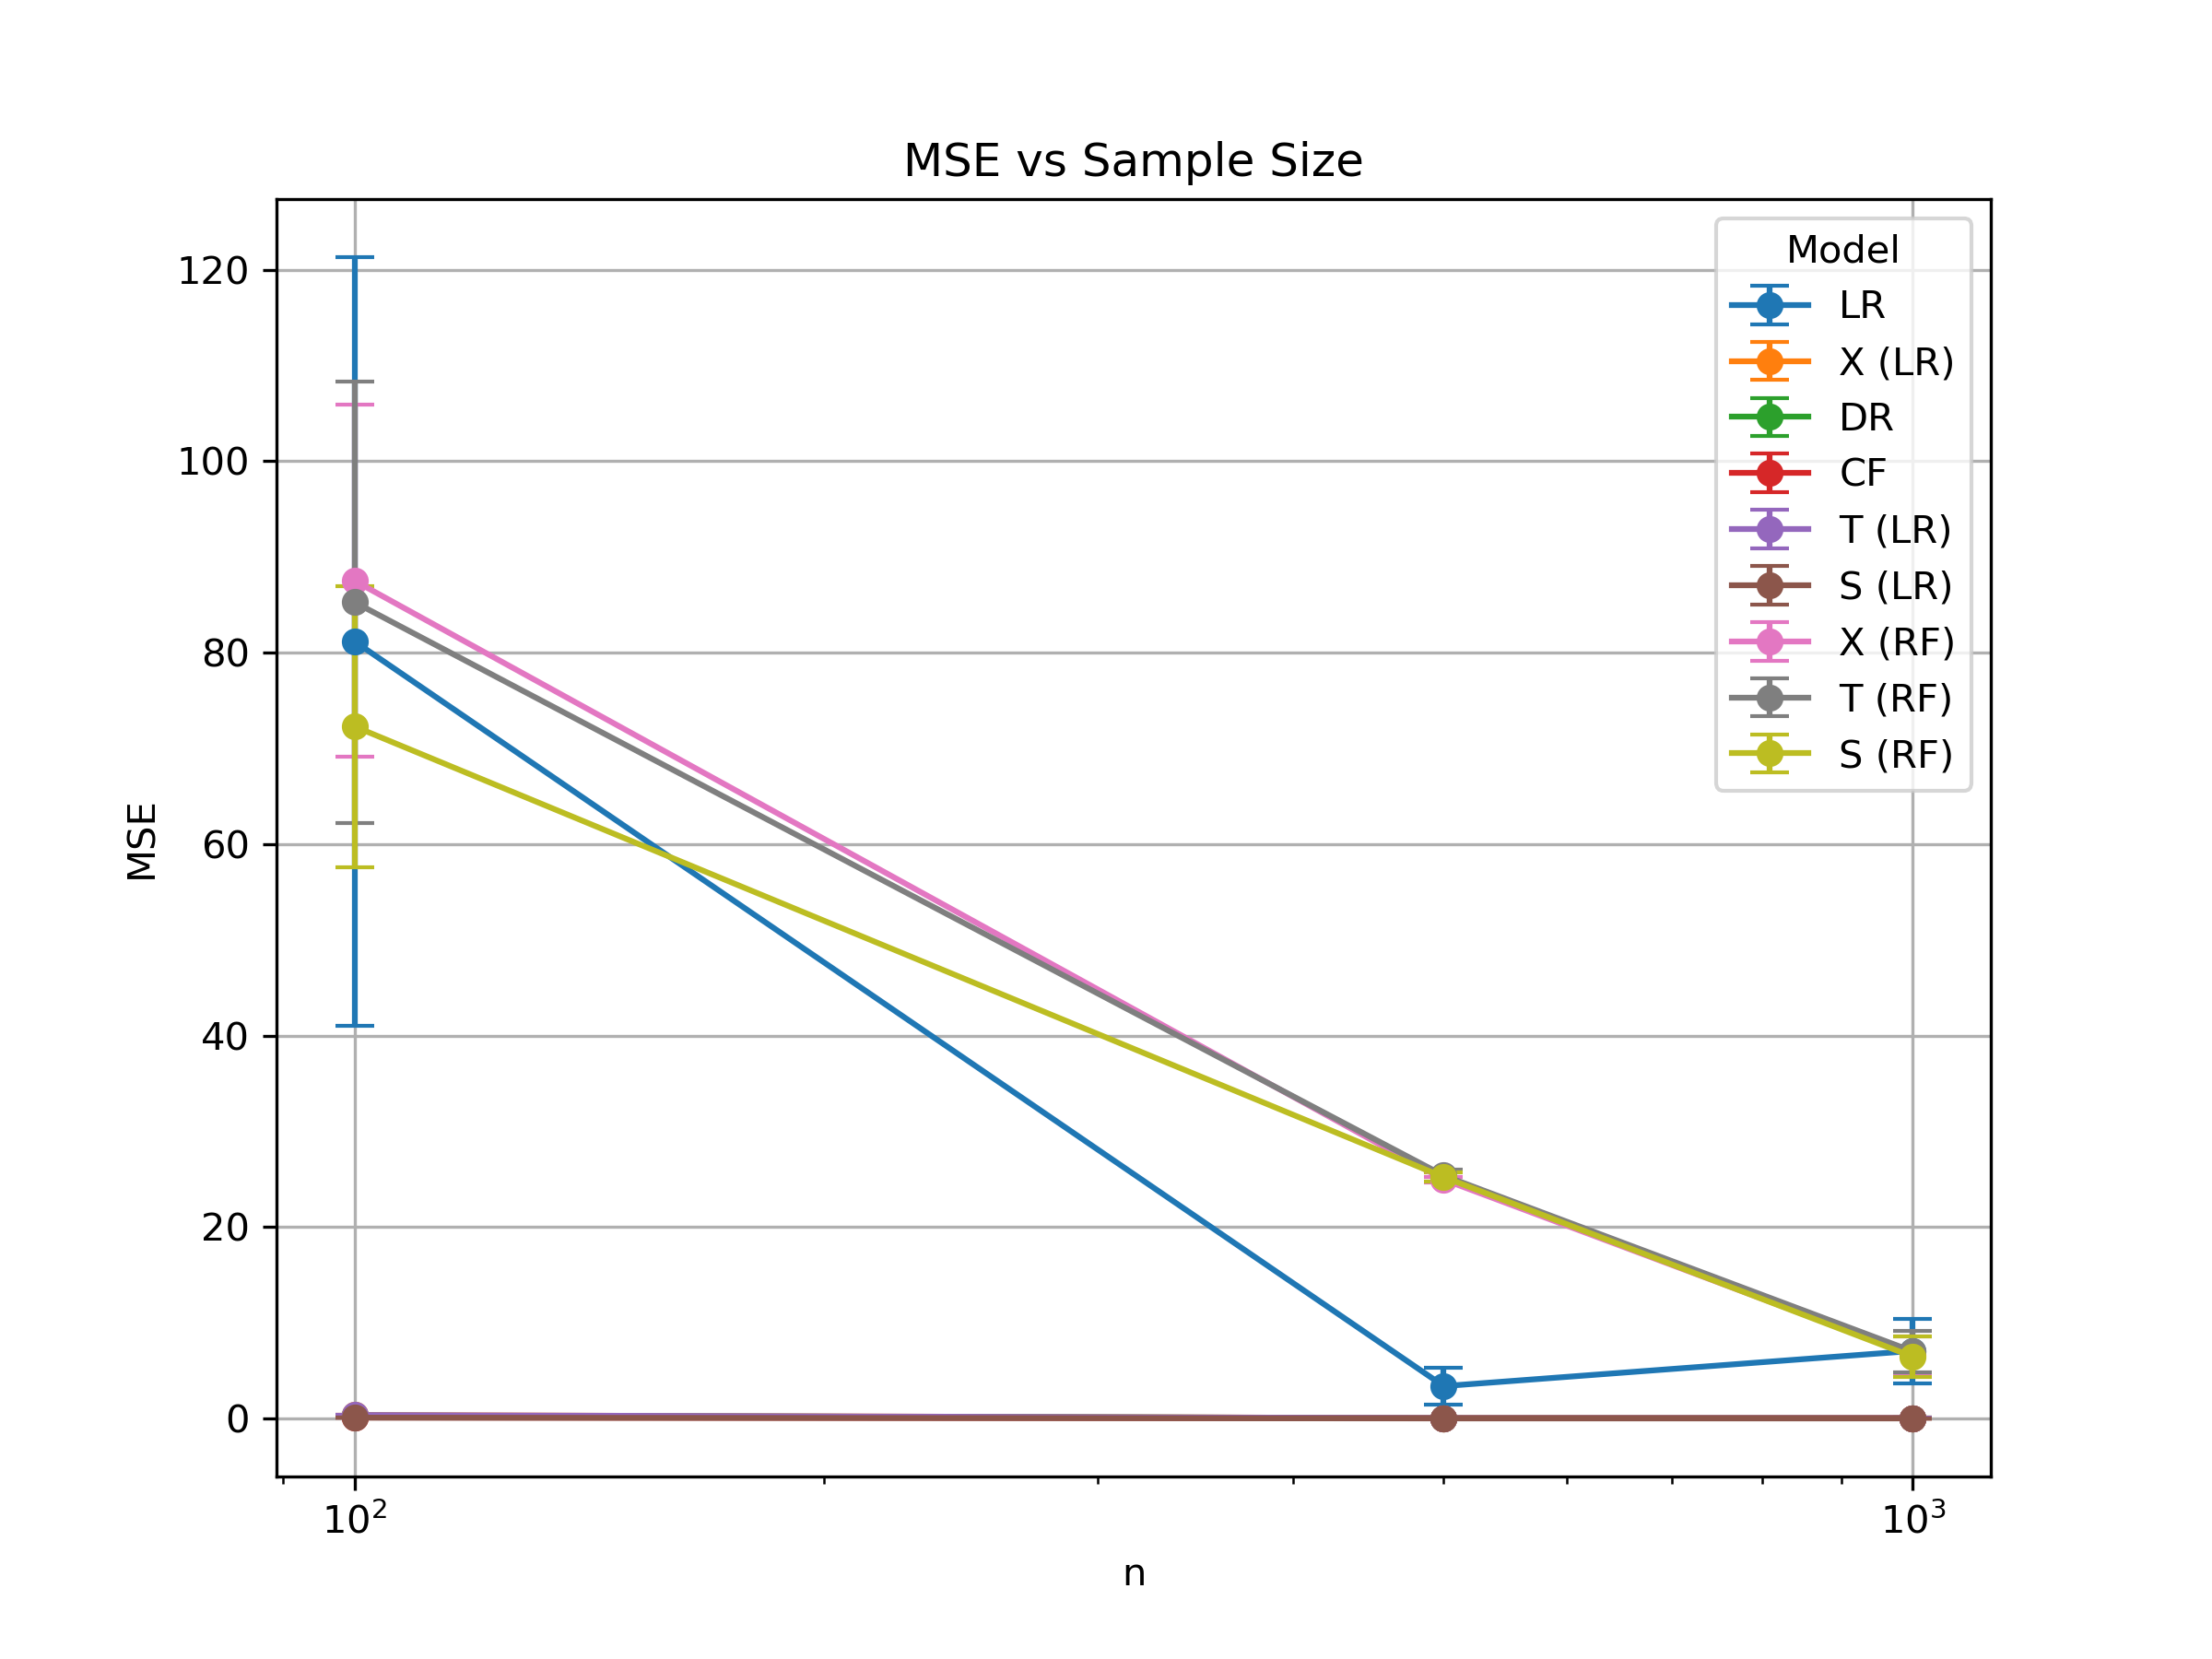 MSE vs Sample Size
Model
LR
X (LR)
DR
CF
T (LR)
S (LR)
X (RF)
T (RF)
S (RF)
120
100
80
60
40
20
0
MSE
10²
10³
n